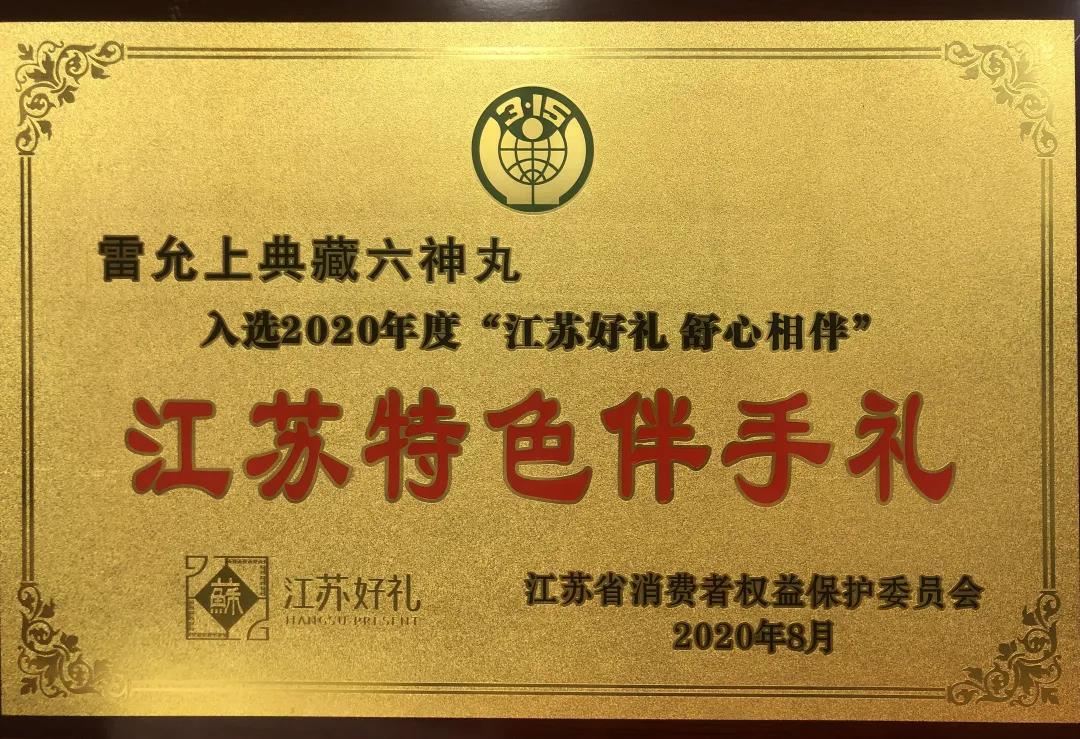 3·15
雷允上典藏六神丸
入选2020年度“江苏好礼 舒心相伴”
江苏特色伴手礼
蘇
江苏好礼
JIANGSU PRESENT
江苏省消费者权益保护委员会
2020年8月